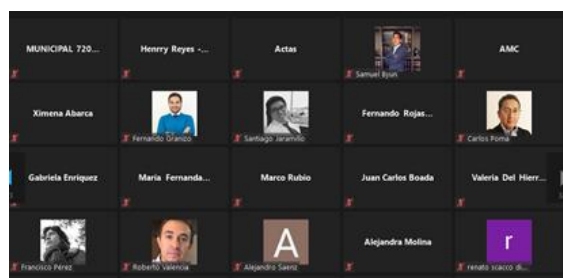 MUNICIPAL 720...
Henrry Reyes -...
Actas
Samuel Byun
AMC
Ximena Abarca
Fernando Granizo
Santiago Jaramillo
Fernando Rojas...
Carlos Poma
Gabriela Enriquez
Maria Fernanda...
Marco Rubio
Juan Carlos Boada
Valeria Del Hierr...
Francisco Pérez
Roberto Valencia
A
Alejandro Saenz
Alejandra Molina
r
renato scacco di...